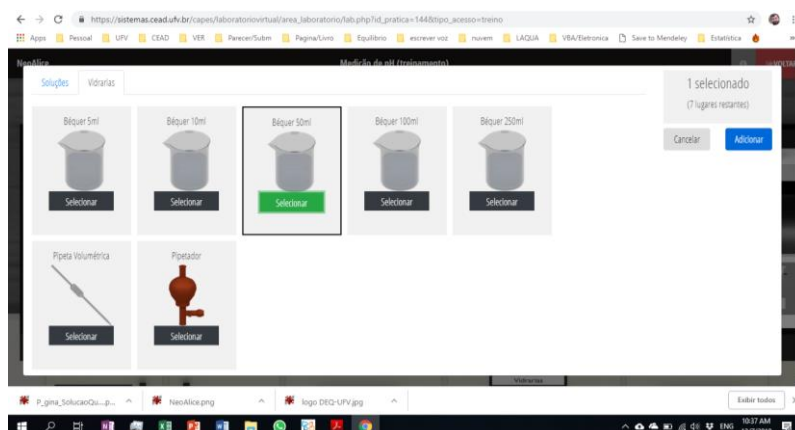 https://sistemas.cead.ufv.br/capes/laboratoriovirtual/area_laboratorio/lab.php?id_pratica=144&tipo_acesso=treino
Apps Pessoal UFV CEAD VER Parecer/Subm Pagina/Livro Equilibrio escrever voz nuvem LAQUA VBA/Eletronica Save to Mendeley Estatística
NeoAlice Medição de pH (treinamento)
Soluções Vidrarias
1 selecionado
(7 lugares restantes)
Cancelar Adicionar
Béquer 5ml Béquer 10ml Béquer 50ml Béquer 100ml Béquer 250ml
Selecionar Selecionar Selecionar Selecionar Selecionar
Pipeta Volumétrica Pipetador
Selecionar Selecionar
Vidrarias
P_gina_SolucaoQu....p... NeoAlice.png logo DEQ-UFV.jpg Exibir todos
ENG 10:37 AM